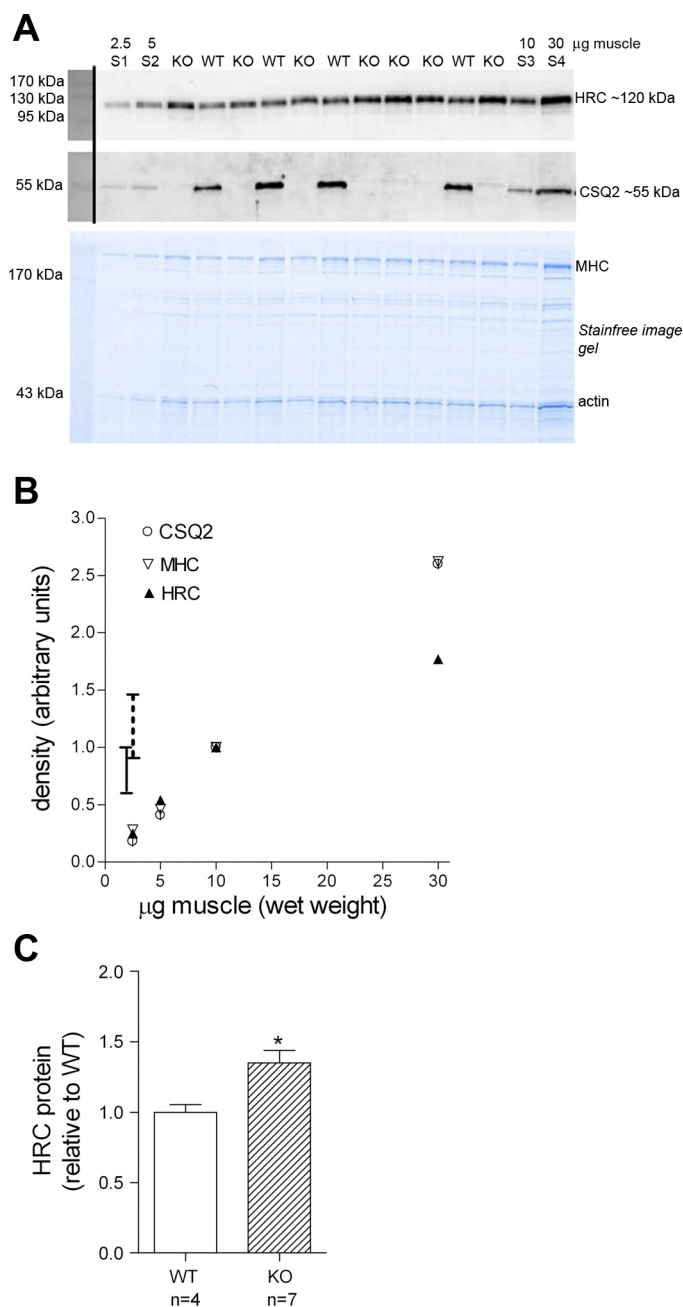 A
2.5 5 10 30 μg muscle
S1 S2 KO WT KO WT KO WT KO KO KO WT KO S3 S4
170 kDa
130 kDa
95 kDa
HRC ~120 kDa
55 kDa
CSQ2 ~55 kDa
MHC
170 kDa
Stainfree image
gel
43 kDa
actin
B
3.0
2.5
2.0
1.5
1.0
0.5
0.0
density (arbitrary units)
CSQ2
MHC
HRC
0 5 10 15 20 25 30
μg muscle (wet weight)
C
2.0
1.5
1.0
0.5
0.0
HRC protein
(relative to WT)
*
WT KO
n=4 n=7